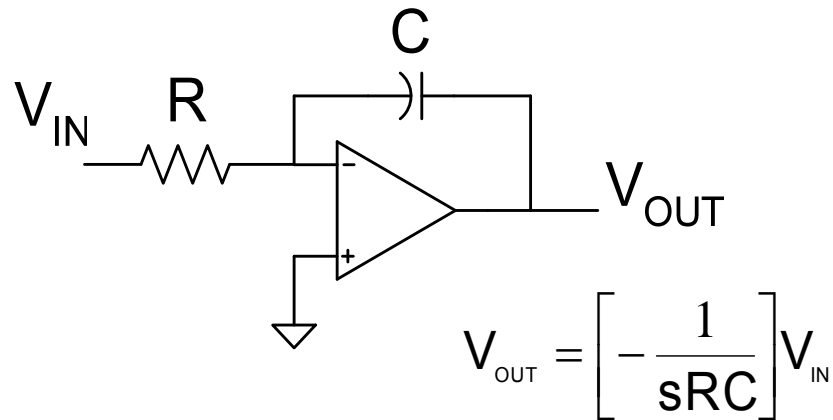 C
R
V_IN
-
+
V_OUT
V_OUT = [ - 1 / sRC ] V_IN